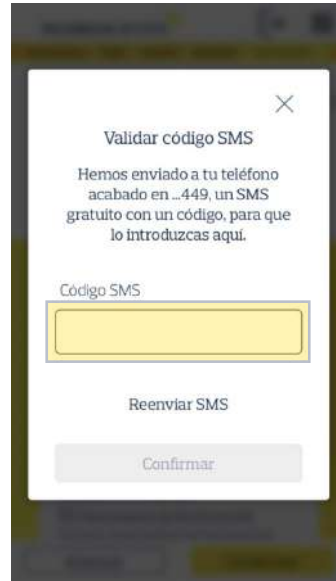 Validar código SMS
Hemos enviado a tu teléfono
acabado en ...449, un SMS
gratuito con un código, para que
lo introduzcas aquí.
Código SMS
Reenviar SMS
Confirmar